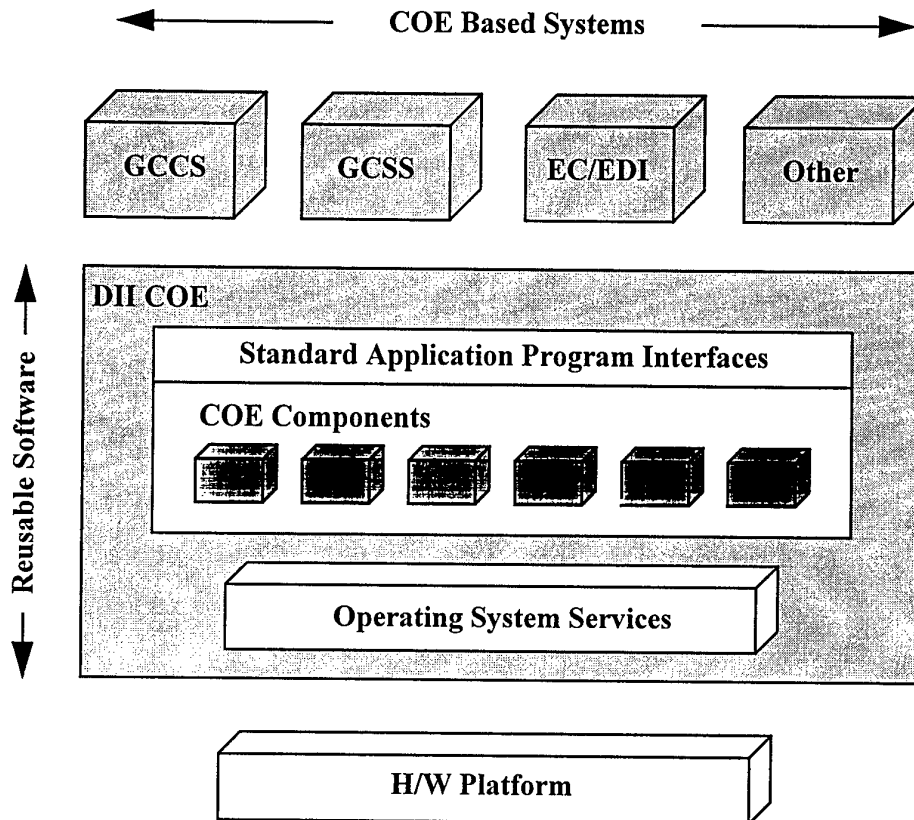 COE Based Systems
GCCS
GCSS
EC/EDI
Other
DII COE
Reusable Software
Standard Application Program Interfaces
COE Components
Operating System Services
H/W Platform